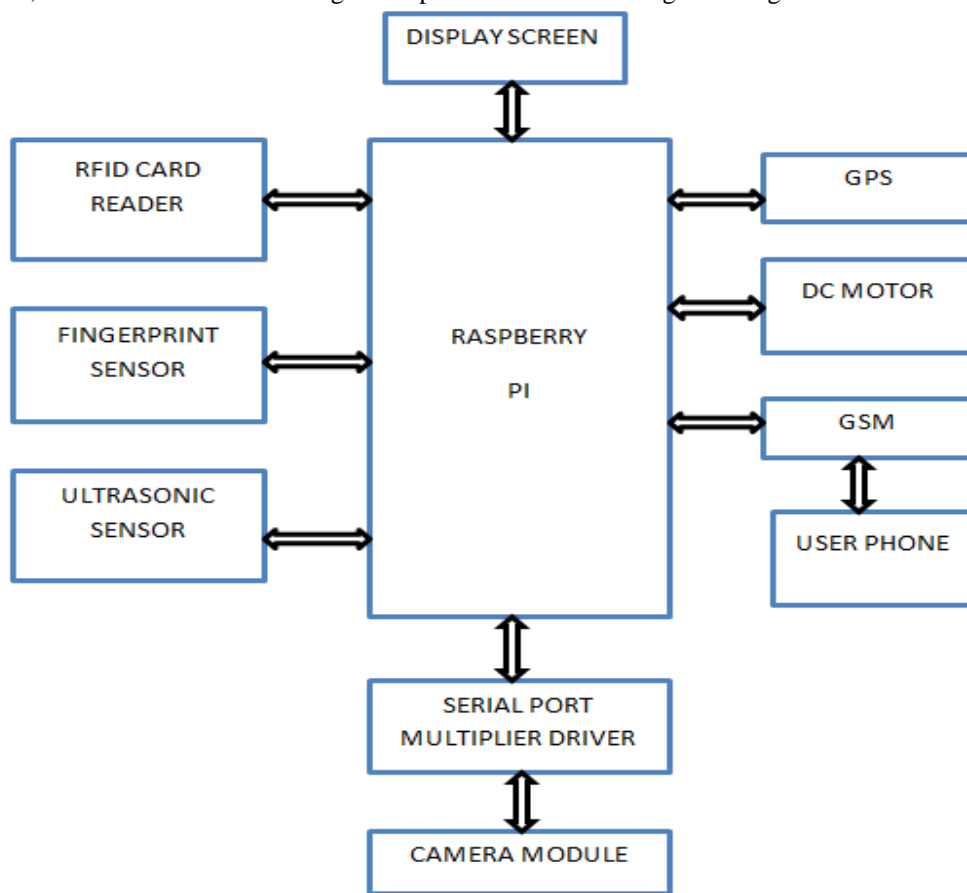 DISPLAY SCREEN
RFID CARD
READER
GPS
DC MOTOR
FINGERPRINT
SENSOR
RASPBERRY
PI
GSM
ULTRASONIC
SENSOR
USER PHONE
SERIAL PORT
MULTIPLIER DRIVER
CAMERA MODULE